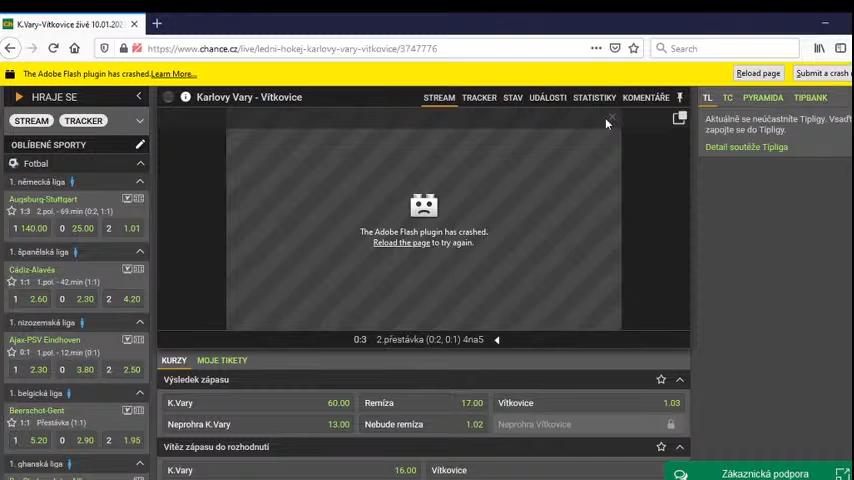 K.Vary-Vítkovice živě 10.01.202
https://www.chance.cz/live/ledni-hokej-karlovy-vary-vitkovice/3747776
Search
The Adobe Flash plugin has crashed. Learn More...
Reload page
Submit a crash r
HRAJE SE
Karlovy Vary - Vítkovice
STREAM
TRACKER
STAV
UDÁLOSTI
STATISTIKY
KOMENTÁŘE
TL
TC
PYRAMIDA
TIPBANK
STREAM
TRACKER
Aktuálně se neúčastníte Tipligy. Vsaď
zapojte se do Tipligy.
Detail soutěže Tipliga
OBLÍBENÉ SPORTY
Fotbal
1. německá liga
Augsburg-Stuttgart
1:3 2.pol. - 69.min (0:2, 1:1)
1 140.00 0 25.00 2 1.01
1. španělská liga
Cádiz-Alavés
1:1 1.pol - 42.min (1:1)
1 2.60 0 2.30 2 4.20
1. nizozemská liga
Ajax-PSV Eindhoven
0:1 1.pol - 12.min (0:1)
1 2.30 0 3.80 2 2.50
1. belgická liga
Beerschot-Gent
1:1 Přestávka (1:1)
1 5.20 0 2.90 2 1.95
1. ghanská liga
The Adobe Flash plugin has crashed.
Reload the page to try again.
0:3 2.přestávka (0:2, 0:1) 4na5
KURZY
MOJE TIKETY
Výsledek zápasu
K.Vary 60.00 Remíza 17.00 Vítkovice 1.03
Neprohra K.Vary 13.00 Nebude remíza 1.02 Neprohra Vítkovice
Vítěz zápasu do rozhodnutí
K.Vary 16.00 Vítkovice
Zákaznická podpora